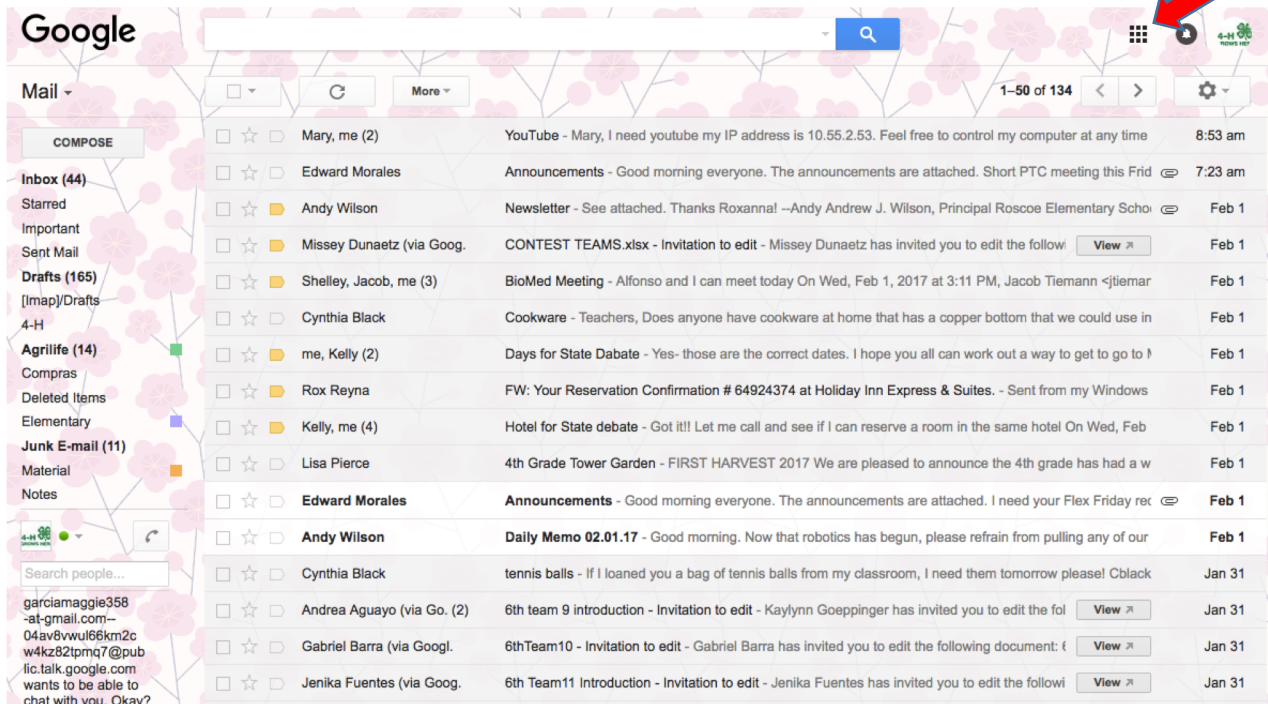 Google
4-H
Mail
More
1–50 of 134
COMPOSE
Inbox (44)
Starred
Important
Sent Mail
Drafts (165)
[Imap]/Drafts
4-H
Agrilife (14)
Compras
Deleted Items
Elementary
Junk E-mail (11)
Material
Notes
4-H
Search people...
garciamaggie358
-at-gmail.com--
04av8vwul66km2c
w4kz82tpmq7@pub
lic.talk.google.com
wants to be able to
chat with you. Okay?
Mary, me (2) YouTube - Mary, I need youtube my IP address is 10.55.2.53. Feel free to control my computer at any time 8:53 am
Edward Morales Announcements - Good morning everyone. The announcements are attached. Short PTC meeting this Frid 7:23 am
Andy Wilson Newsletter - See attached. Thanks Roxanna! --Andy Andrew J. Wilson, Principal Roscoe Elementary Schoo Feb 1
Missey Dunaetz (via Goog. CONTEST TEAMS.xlsx - Invitation to edit - Missey Dunaetz has invited you to edit the followi View Feb 1
Shelley, Jacob, me (3) BioMed Meeting - Alfonso and I can meet today On Wed, Feb 1, 2017 at 3:11 PM, Jacob Tiemann <jtiemar Feb 1
Cynthia Black Cookware - Teachers, Does anyone have cookware at home that has a copper bottom that we could use in Feb 1
me, Kelly (2) Days for State Dabate - Yes- those are the correct dates. I hope you all can work out a way to get to go to Feb 1
Rox Reyna FW: Your Reservation Confirmation # 64924374 at Holiday Inn Express & Suites. - Sent from my Windows Feb 1
Kelly, me (4) Hotel for State debate - Got it!! Let me call and see if I can reserve a room in the same hotel On Wed, Feb Feb 1
Lisa Pierce 4th Grade Tower Garden - FIRST HARVEST 2017 We are pleased to announce the 4th grade has had a w Feb 1
Edward Morales Announcements - Good morning everyone. The announcements are attached. I need your Flex Friday rec Feb 1
Andy Wilson Daily Memo 02.01.17 - Good morning. Now that robotics has begun, please refrain from pulling any of our Feb 1
Cynthia Black tennis balls - If I loaned you a bag of tennis balls from my classroom, I need them tomorrow please! Cblack Jan 31
Andrea Aguayo (via Go. (2) 6th team 9 introduction - Invitation to edit - Kaylynn Goeppinger has invited you to edit the fol View Jan 31
Gabriel Barra (via Googl. 6thTeam10 - Invitation to edit - Gabriel Barra has invited you to edit the following document: View Jan 31
Jenika Fuentes (via Goog. 6th Team11 Introduction - Invitation to edit - Jenika Fuentes has invited you to edit the followi View Jan 31